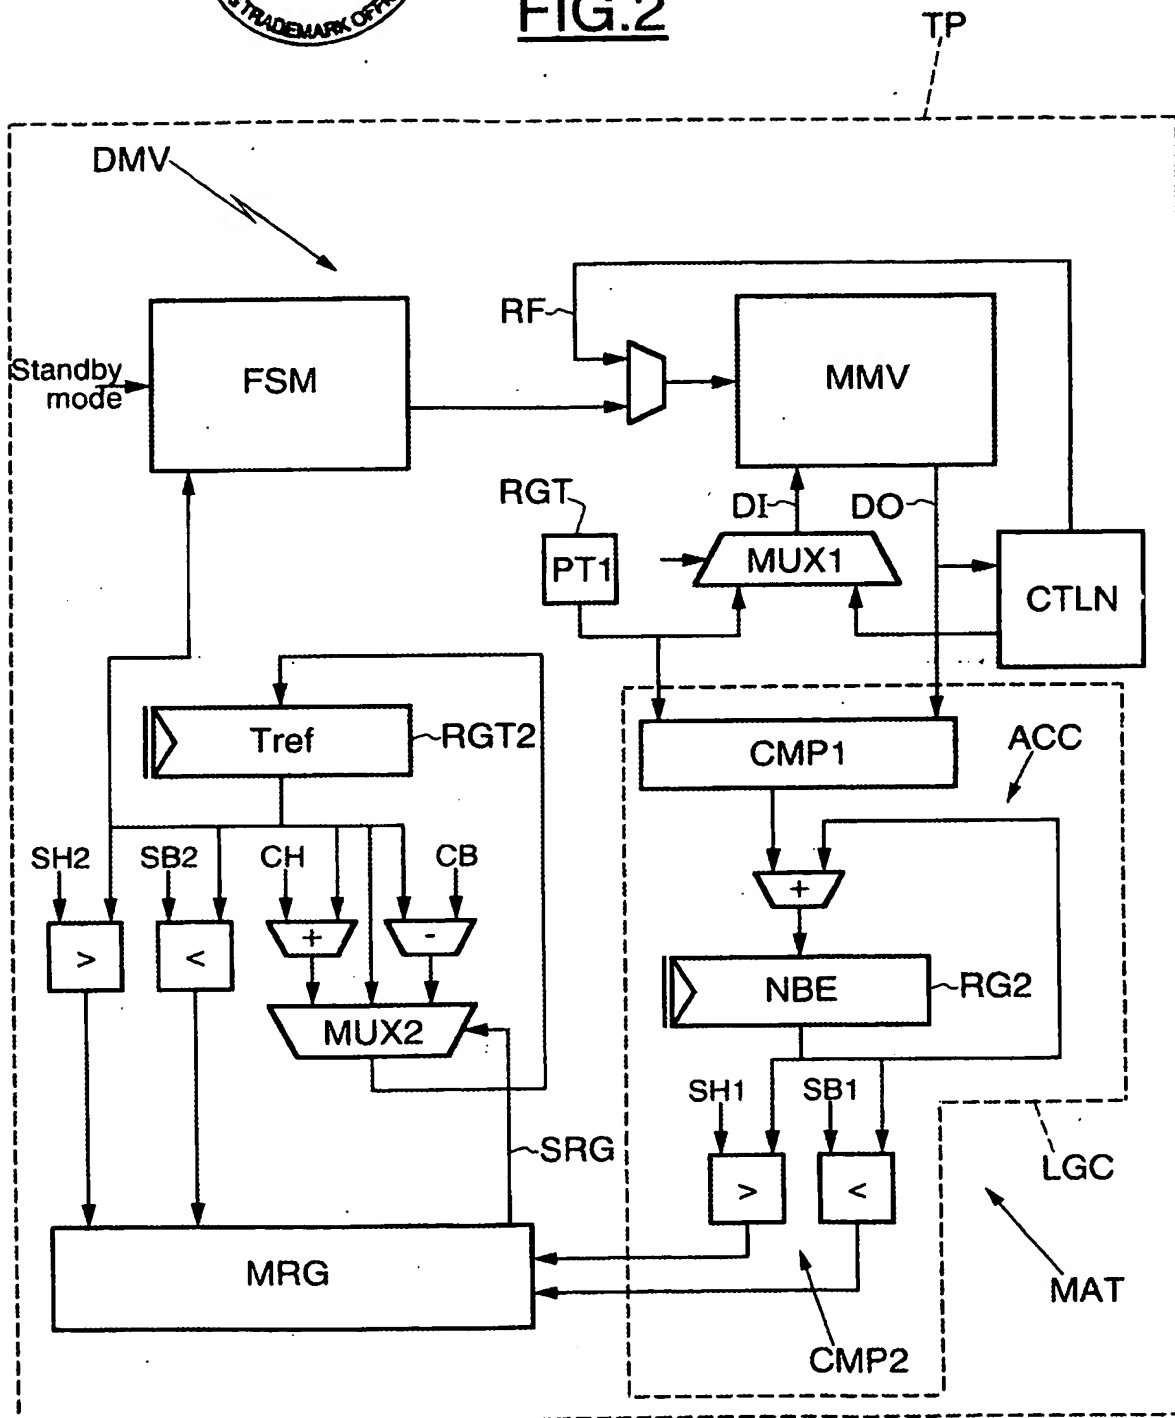 & TRADEMARK OFFICE
FIG.2
TP
DMV
RF
Standby
mode
FSM
MMV
RGT
DI
DO
PT1
MUX1
CTLN
Tref
RGT2
CMP1
ACC
SH2
SB2
CH
CB
+
>
<
+
-
NBE
RG2
MUX2
SH1
SB1
SRG
LGC
>
<
MRG
MAT
CMP2